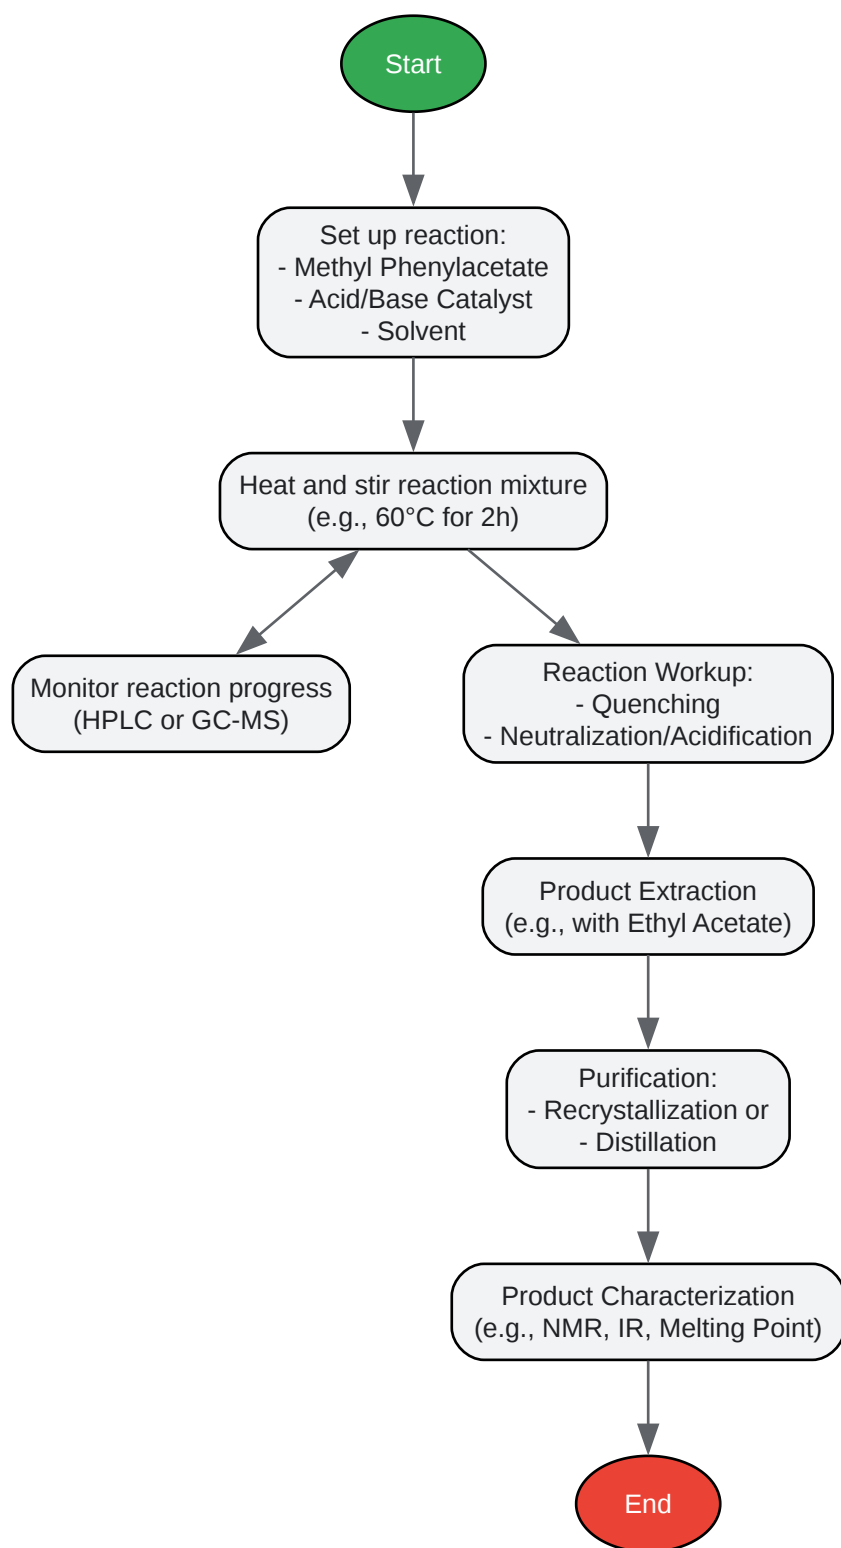 Start
Set up reaction:
- Methyl Phenylacetate
- Acid/Base Catalyst
- Solvent
Heat and stir reaction mixture
(e.g., 60°C for 2h)
Monitor reaction progress
(HPLC or GC-MS)
Reaction Workup:
- Quenching
- Neutralization/Acidification
Product Extraction
(e.g., with Ethyl Acetate)
Purification:
- Recrystallization or
- Distillation
Product Characterization
(e.g., NMR, IR, Melting Point)
End